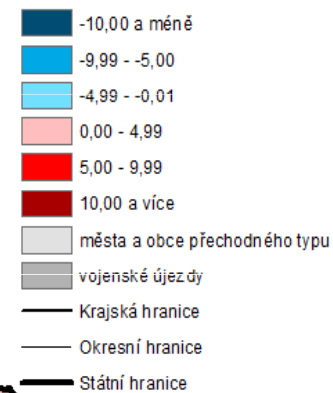 -10,00 a méně
-9,99 - -5,00
-4,99 - -0,01
0,00 - 4,99
5,00 - 9,99
10,00 a více
města a obce přechodného typu
vojenské újezdy
Krajská hranice
Okresní hranice
Státní hranice